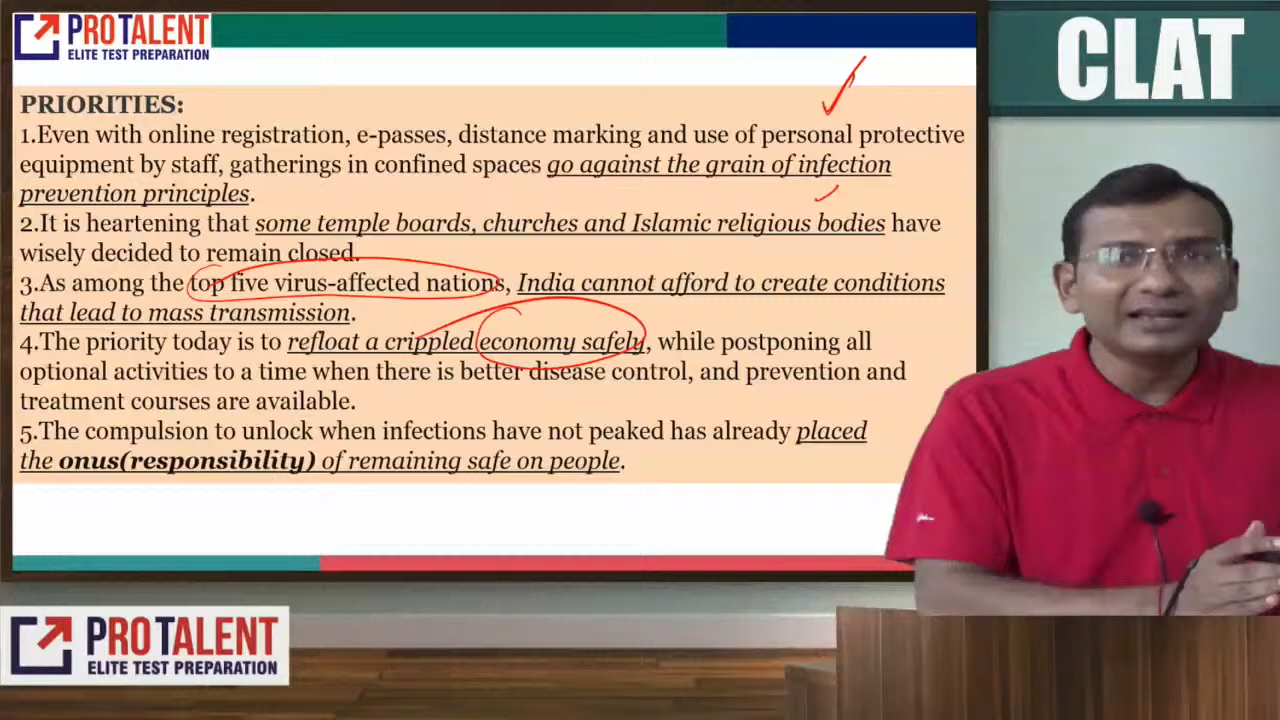 PRO TALENT
ELITE TEST PREPARATION
CLAT
PRIORITIES:
1.Even with online registration, e-passes, distance marking and use of personal protective
equipment by staff, gatherings in confined spaces go against the grain of infection
prevention principles.
2.It is heartening that some temple boards, churches and Islamic religious bodies have
wisely decided to remain closed.
3.As among the top five virus-affected nations, India cannot afford to create conditions
that lead to mass transmission.
4.The priority today is to refloat a crippled economy safely, while postponing all
optional activities to a time when there is better disease control, and prevention and
treatment courses are available.
5.The compulsion to unlock when infections have not peaked has already placed
the onus(responsibility) of remaining safe on people.
PRO TALENT
ELITE TEST PREPARATION